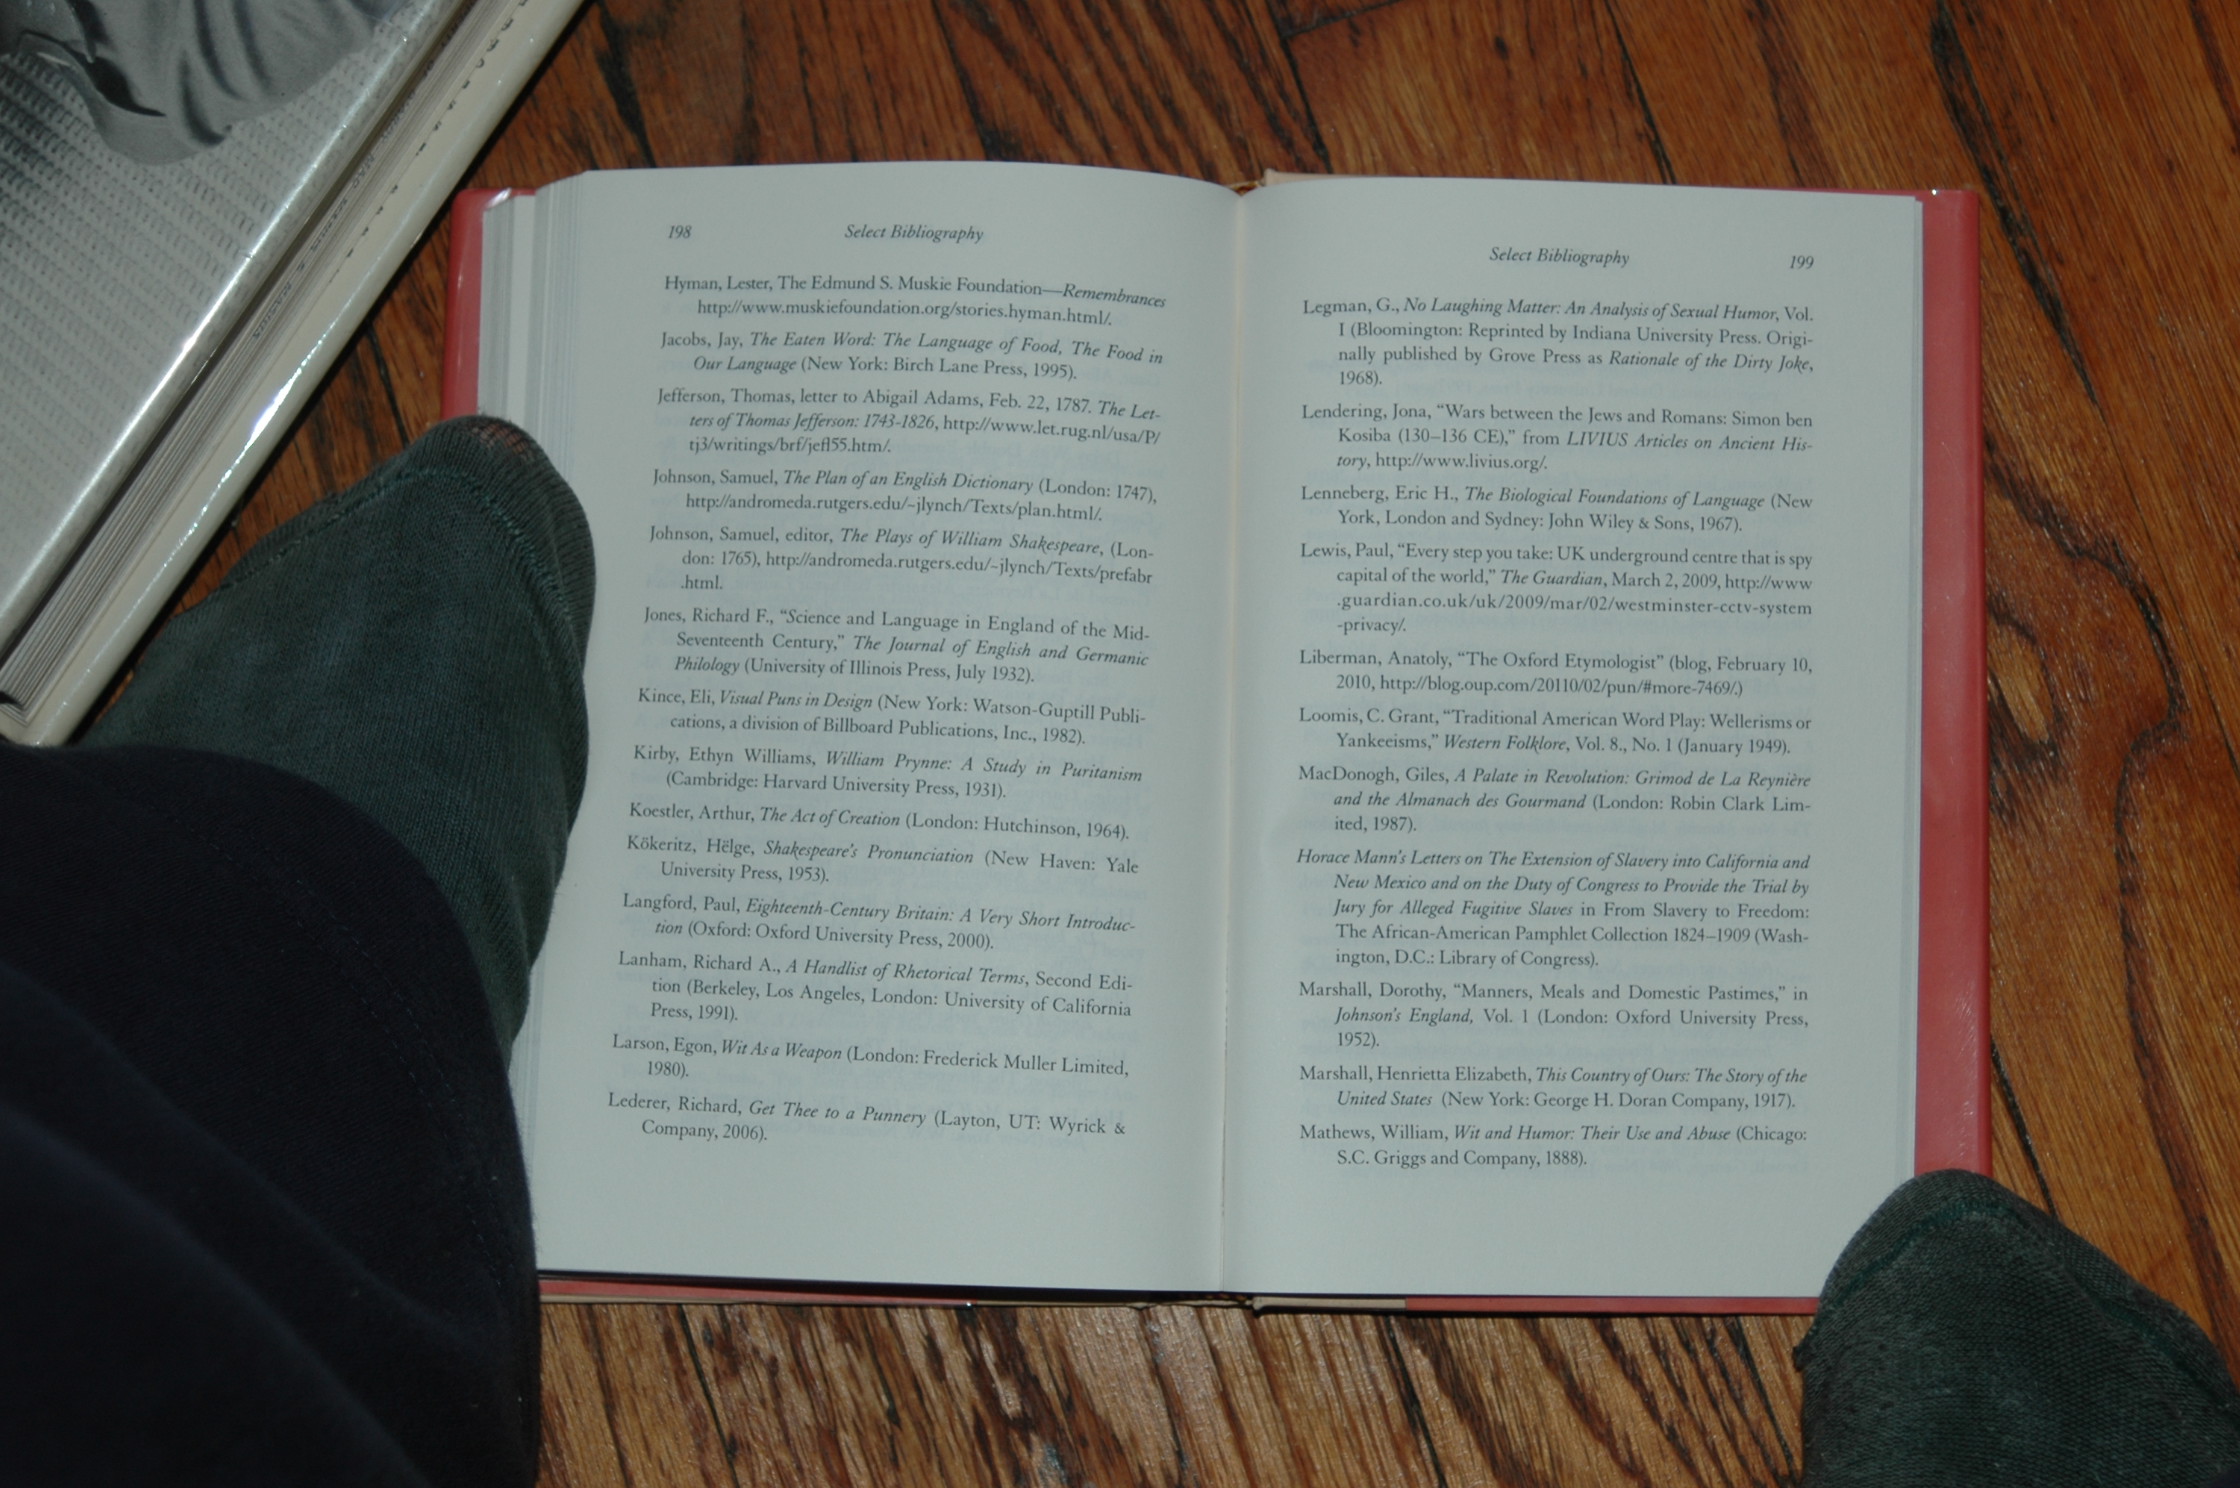 198
Select Bibliography
Hyman, Lester, The Edmund S. Muskie Foundation—Remembrances
http://www.muskiefoundation.org/stories.hyman.html/.
Jacobs, Jay, The Eaten Word: The Language of Food, The Food in
Our Language (New York: Birch Lane Press, 1995).
Jefferson, Thomas, letter to Abigail Adams, Feb. 22, 1787. The Let-
ters of Thomas Jefferson: 1743-1826, http://www.let.rug.nl/usa/P/
tj3/writings/brf/jefl55.htm/.
Johnson, Samuel, The Plan of an English Dictionary (London: 1747),
http://andromeda.rutgers.edu/~jlynch/Texts/plan.html/.
Johnson, Samuel, editor, The Plays of William Shakespeare, (Lon-
don: 1765), http://andromeda.rutgers.edu/~jlynch/Texts/prefabr
.html.
Jones, Richard F., “Science and Language in England of the Mid-
Seventeenth Century,” The Journal of English and Germanic
Philology (University of Illinois Press, July 1932).
Kince, Eli, Visual Puns in Design (New York: Watson-Guptill Publi-
cations, a division of Billboard Publications, Inc., 1982).
Kirby, Ethyn Williams, William Prynne: A Study in Puritanism
(Cambridge: Harvard University Press, 1931).
Koestler, Arthur, The Act of Creation (London: Hutchinson, 1964).
Kökeritz, Hëlge, Shakespeare's Pronunciation (New Haven: Yale
University Press, 1953).
Langford, Paul, Eighteenth-Century Britain: A Very Short Introduc-
tion (Oxford: Oxford University Press, 2000).
Lanham, Richard A., A Handlist of Rhetorical Terms, Second Edi-
tion (Berkeley, Los Angeles, London: University of California
Press, 1991).
Larson, Egon, Wit As a Weapon (London: Frederick Muller Limited,
1980).
Lederer, Richard, Get Thee to a Punnery (Layton, UT: Wyrick &
Company, 2006).
Select Bibliography
199
Legman, G., No Laughing Matter: An Analysis of Sexual Humor, Vol.
I (Bloomington: Reprinted by Indiana University Press. Origi-
nally published by Grove Press as Rationale of the Dirty Joke,
1968).
Lendering, Jona, “Wars between the Jews and Romans: Simon ben
Kosiba (130–136 CE),” from LIVIUS Articles on Ancient His-
tory, http://www.livius.org/.
Lenneberg, Eric H., The Biological Foundations of Language (New
York, London and Sydney: John Wiley & Sons, 1967).
Lewis, Paul, “Every step you take: UK underground centre that is spy
capital of the world,” The Guardian, March 2, 2009, http://www
.guardian.co.uk/uk/2009/mar/02/westminster-cctv-system
-privacy/.
Liberman, Anatoly, “The Oxford Etymologist” (blog, February 10,
2010, http://blog.oup.com/20110/02/pun/#more-7469/.)
Loomis, C. Grant, “Traditional American Word Play: Wellerisms or
Yankeeisms,” Western Folklore, Vol. 8., No. 1 (January 1949).
MacDonogh, Giles, A Palate in Revolution: Grimod de La Reynière
and the Almanach des Gourmand (London: Robin Clark Lim-
ited, 1987).
Horace Mann's Letters on The Extension of Slavery into California and
New Mexico and on the Duty of Congress to Provide the Trial by
Jury for Alleged Fugitive Slaves in From Slavery to Freedom:
The African-American Pamphlet Collection 1824–1909 (Wash-
ington, D.C.: Library of Congress).
Marshall, Dorothy, “Manners, Meals and Domestic Pastimes,” in
Johnson's England, Vol. 1 (London: Oxford University Press,
1952).
Marshall, Henrietta Elizabeth, This Country of Ours: The Story of the
United States (New York: George H. Doran Company, 1917).
Mathews, William, Wit and Humor: Their Use and Abuse (Chicago:
S.C. Griggs and Company, 1888).